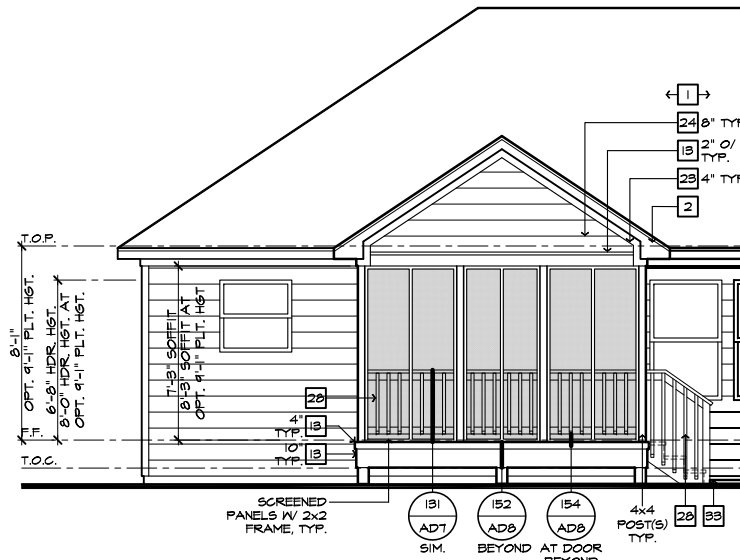 1
24 8" TYP.
13 2" O/
TYP.
23 4" TYP
2
T.O.P.
8'-1"
OPT. 9'-1" PLT. HGT.
6'-8" HDR. HGT.
8'-0" HDR. HGT. AT
OPT. 9'-1" PLT. HGT.
7'-3" SOFFIT
8'-3" SOFFIT AT
OPT. 9'-1" PLT. HGT
28
4"
TYP. 13
F.F.
10"
TYP. 13
T.O.C.
SCREENED
PANELS W/ 2x2
FRAME, TYP.
131
AD7
SIM.
152
AD8
BEYOND
154
AD8
AT DOOR
BEYOND
4x4
POST(S)
TYP.
28
33